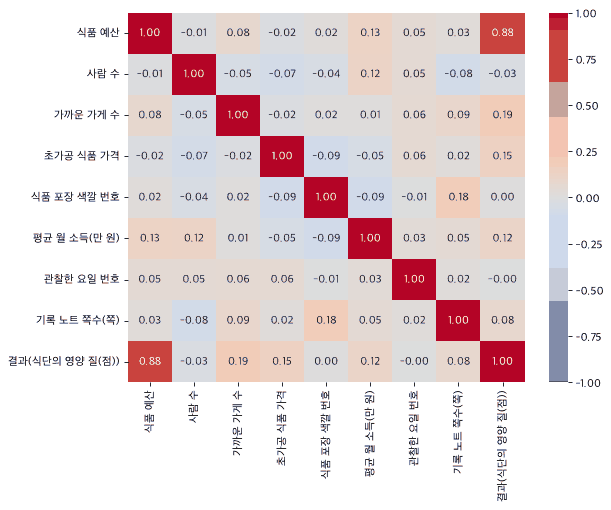 식품 예산 1.00 −0.01 0.08 −0.02 0.02 0.13 0.05 0.03 0.88
사람 수 −0.01 1.00 −0.05 −0.07 −0.04 0.12 0.05 −0.08 −0.03
가까운 가게 수 0.08 −0.05 1.00 −0.02 0.02 0.01 0.06 0.09 0.19
초가공 식품 가격 −0.02 −0.07 −0.02 1.00 −0.09 −0.05 0.06 0.02 0.15
식품 포장 색깔 번호 0.02 −0.04 0.02 −0.09 1.00 −0.09 −0.01 0.18 0.00
평균 월 소득(만 원) 0.13 0.12 0.01 −0.05 −0.09 1.00 0.03 0.05 0.12
관찰한 요일 번호 0.05 0.05 0.06 0.06 −0.01 0.03 1.00 0.02 −0.00
기록 노트 쪽수(쪽) 0.03 −0.08 0.09 0.02 0.18 0.05 0.02 1.00 0.08
결과(식단의 영양 질(점)) 0.88 −0.03 0.19 0.15 0.00 0.12 −0.00 0.08 1.00
식품 예산
사람 수
가까운 가게 수
초가공 식품 가격
식품 포장 색깔 번호
평균 월 소득(만 원)
관찰한 요일 번호
기록 노트 쪽수(쪽)
결과(식단의 영양 질(점))
1.00
0.75
0.50
0.25
0.00
−0.25
−0.50
−0.75
−1.00